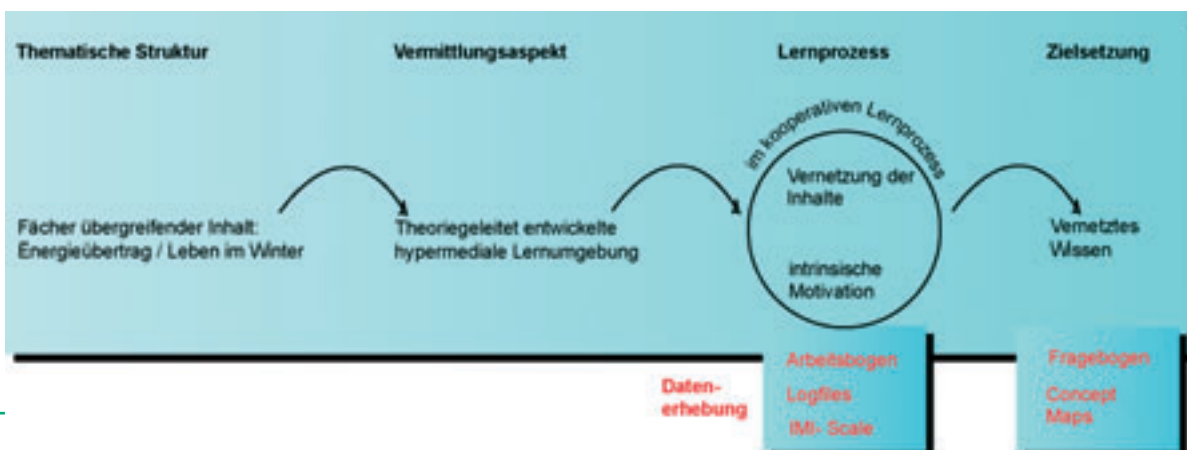 Thematische Struktur
Vermittlungsaspekt
Lernprozess
Zielsetzung
Fächer übergreifender Inhalt:
Energieübertrag / Leben im Winter
Theoriegeleitet entwickelte
hypermediale Lernumgebung
im kooperativen Lernprozess
Vernetzung der
Inhalte
intrinsische
Motivation
Vernetztes
Wissen
Daten-
erhebung
Arbeitsbogen
Logfiles
IMI- Scale
Fragebogen
Concept
Maps